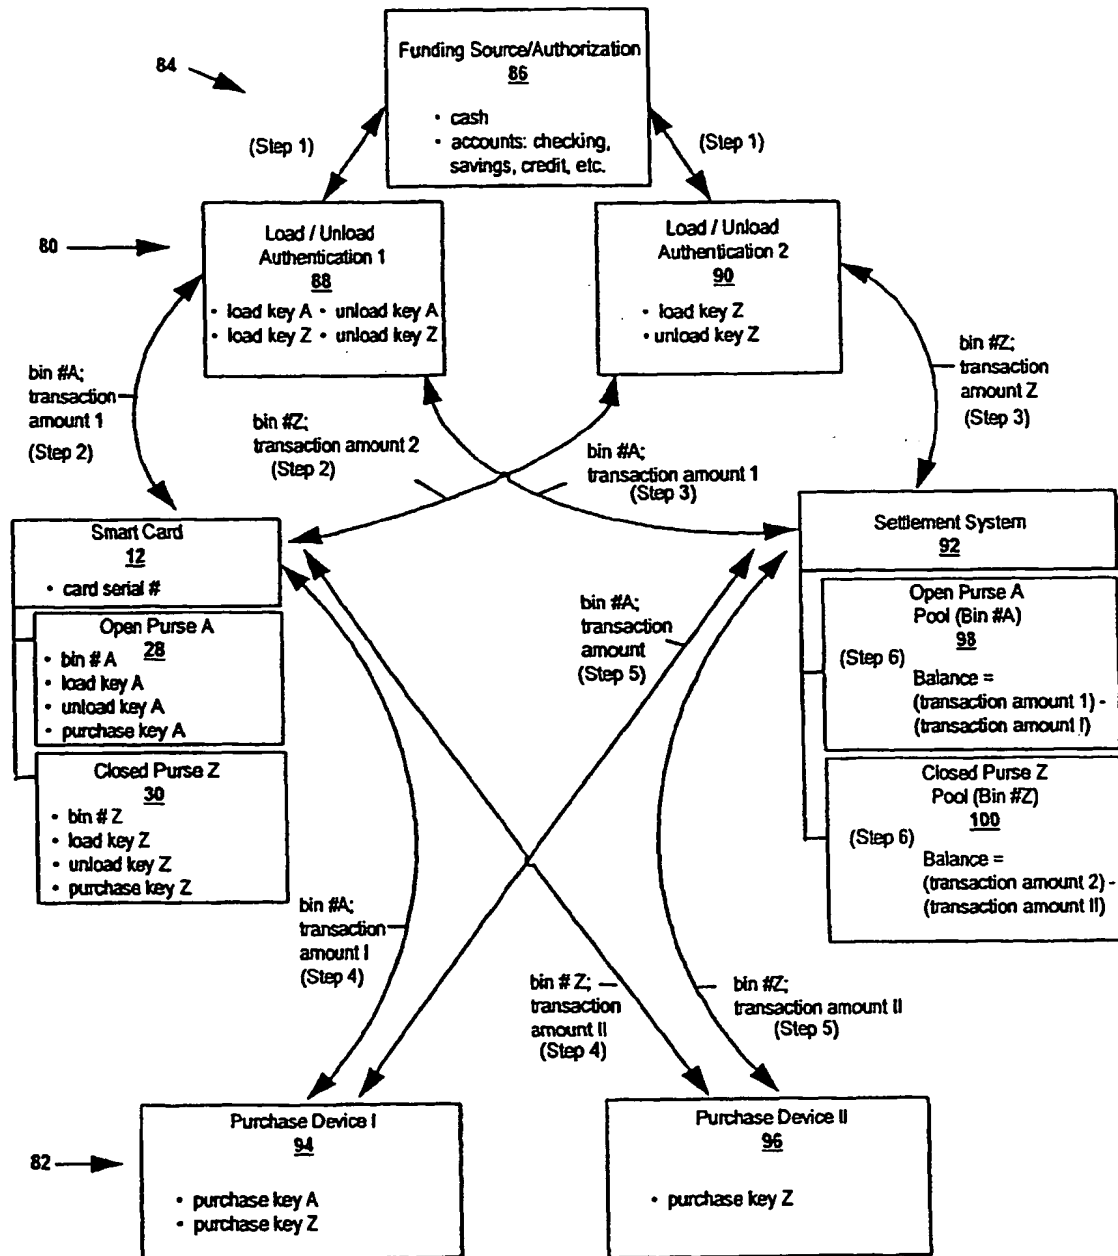 Funding Source/Authorization
86
• cash
• accounts: checking,
savings, credit, etc.
84
(Step 1)
(Step 1)
80
Load / Unload
Authentication 1
88
• load key A • unload key A
• load key Z • unload key Z
Load / Unload
Authentication 2
90
• load key Z
• unload key Z
bin #A;
transaction
amount 1
(Step 2)
bin #Z;
transaction amount 2
(Step 2)
bin #A;
transaction amount 1
(Step 3)
bin #Z;
transaction
amount Z
(Step 3)
Smart Card
12
• card serial #
Open Purse A
28
• bin # A
• load key A
• unload key A
• purchase key A
Closed Purse Z
30
• bin # Z
• load key Z
• unload key Z
• purchase key Z
Settlement System
92
Open Purse A
Pool (Bin #A)
98
(Step 6)
Balance =
(transaction amount 1) -
(transaction amount I)
Closed Purse Z
Pool (Bin #Z)
100
(Step 6)
Balance =
(transaction amount 2) -
(transaction amount II)
bin #A;
transaction
amount
(Step 5)
bin #A;
transaction
amount I
(Step 4)
bin # Z;
transaction
amount II
(Step 4)
bin #Z;
transaction amount II
(Step 5)
82
Purchase Device I
94
• purchase key A
• purchase key Z
Purchase Device II
96
• purchase key Z